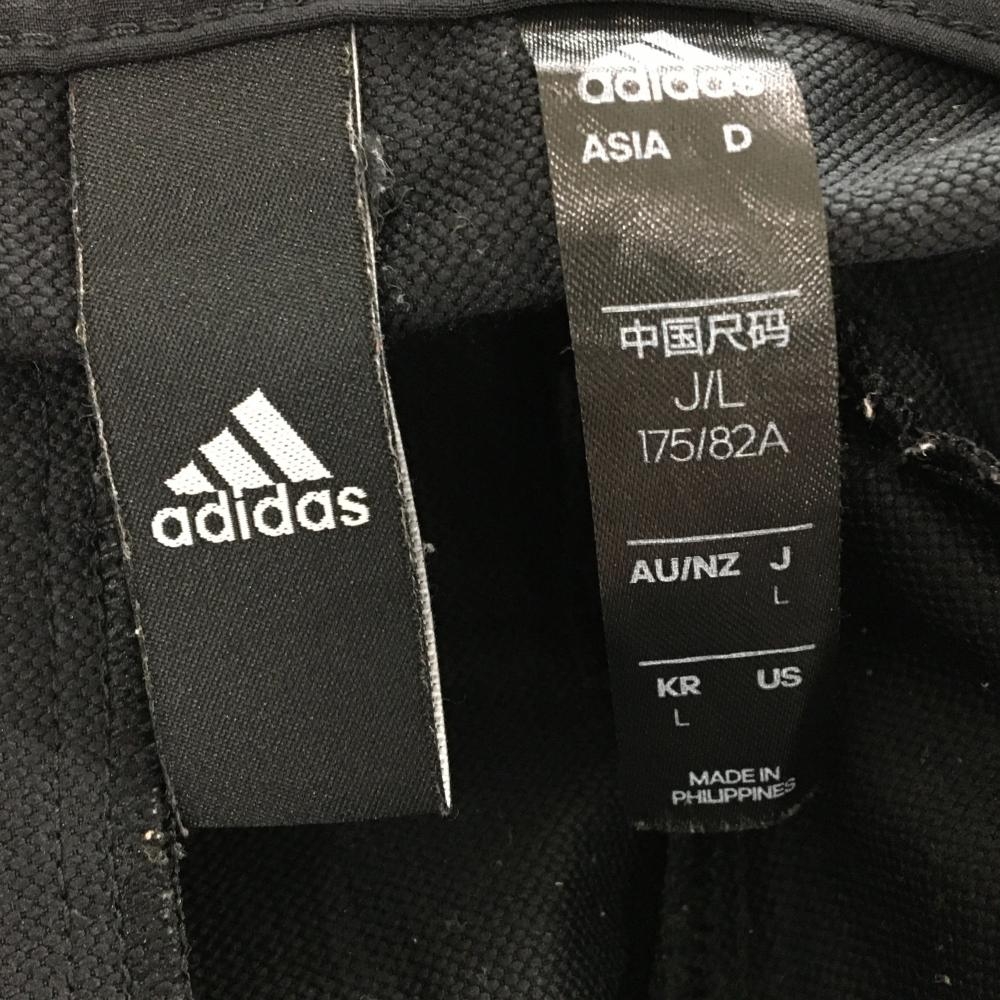 adidas
adidas
ASIA D
中国尺码
J/L
175/82A
AU/NZ J
L
KR US
L
MADE IN
PHILIPPINES